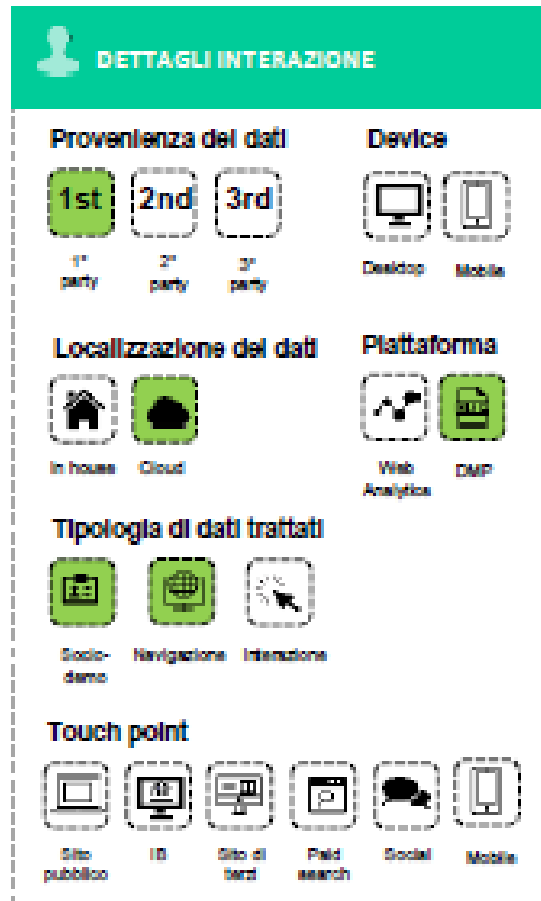 DETTAGLI INTERAZIONE
Provenienza dei dati
Device
1st
2nd
3rd
1° party
2° party
3° party
Desktop
Mobile
Localizzazione dei dati
Plattaforma
In house
Cloud
Web Analytics
DMP
Tipologia di dati trattati
Socio-demo
Navigazione
Interazione
Touch point
Sito pubblico
IB
Sito di terzi
Paid search
Social
Mobile